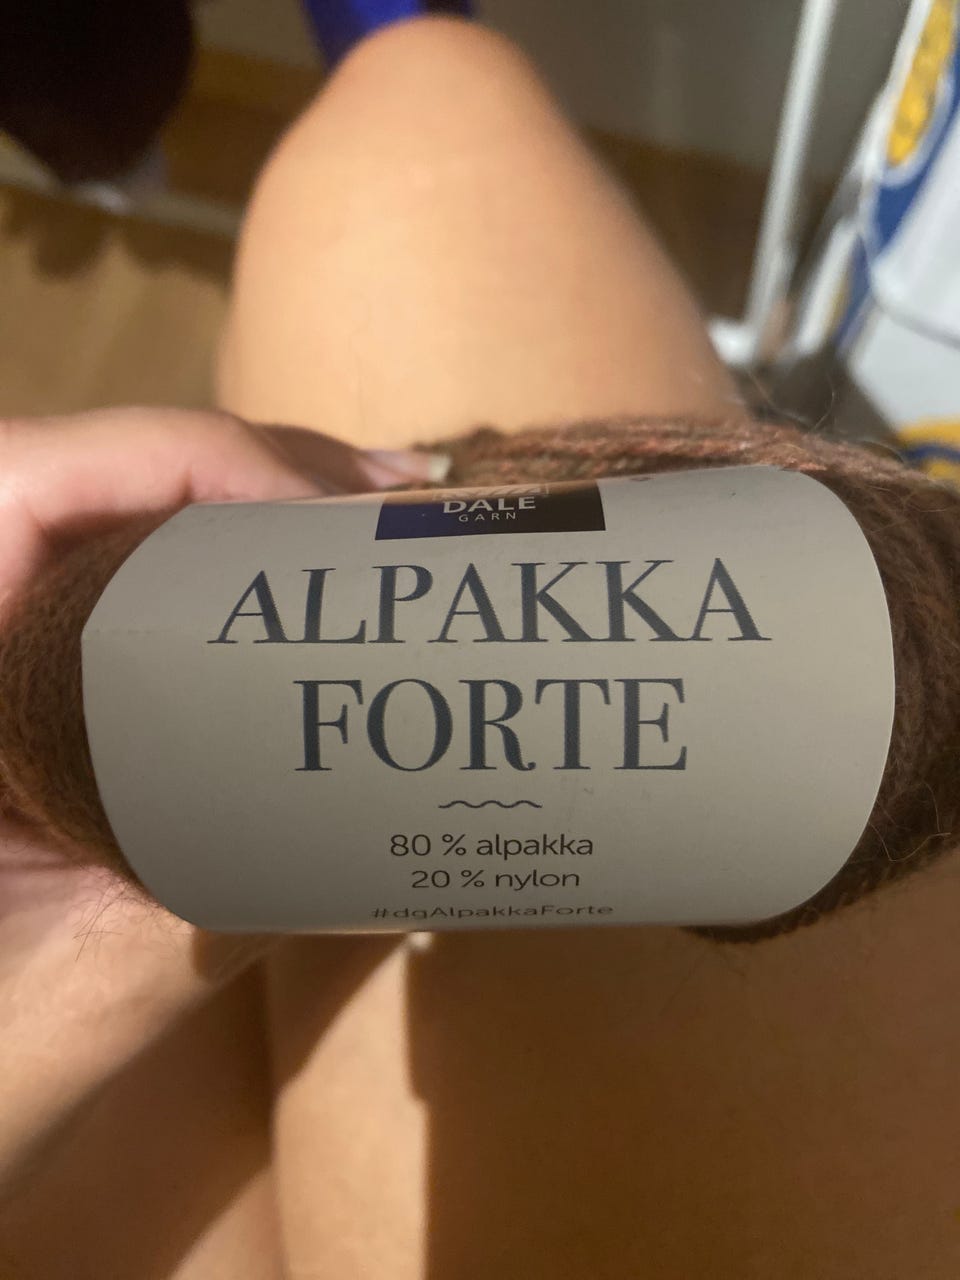 DALE
GARN
ALPAKKA
FORTE
80 % alpakka
20 % nylon
#dgAlpakkaForte